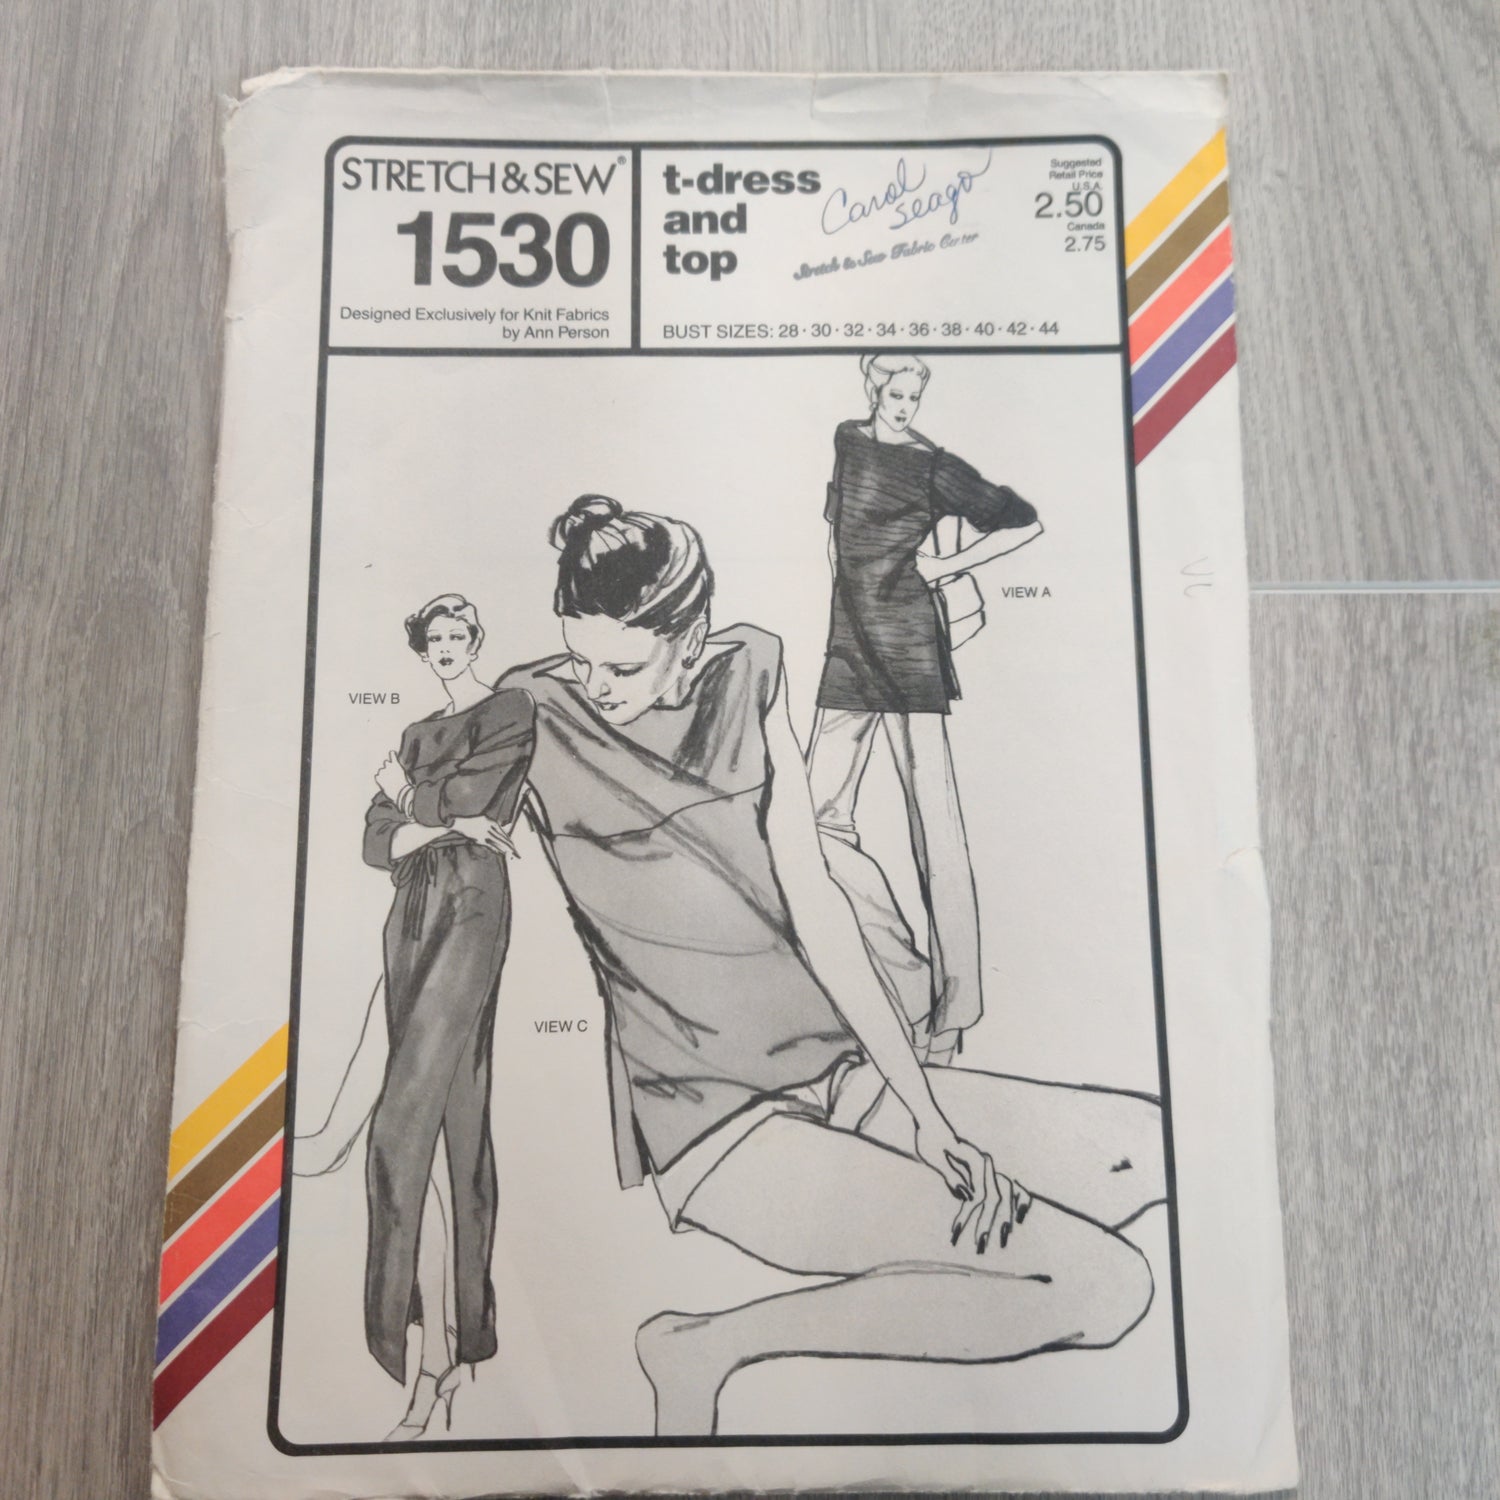 STRETCH & SEW®
1530
Designed Exclusively for Knit Fabrics
by Ann Person
t-dress
and
top
Carol
Seago
Stretch & Sew Fabric Center
Suggested
Retail Price
U.S.A.
2.50
Canada
2.75
BUST SIZES: 28 · 30 · 32 · 34 · 36 · 38 · 40 · 42 · 44
VIEW A
VIEW B
VIEW C